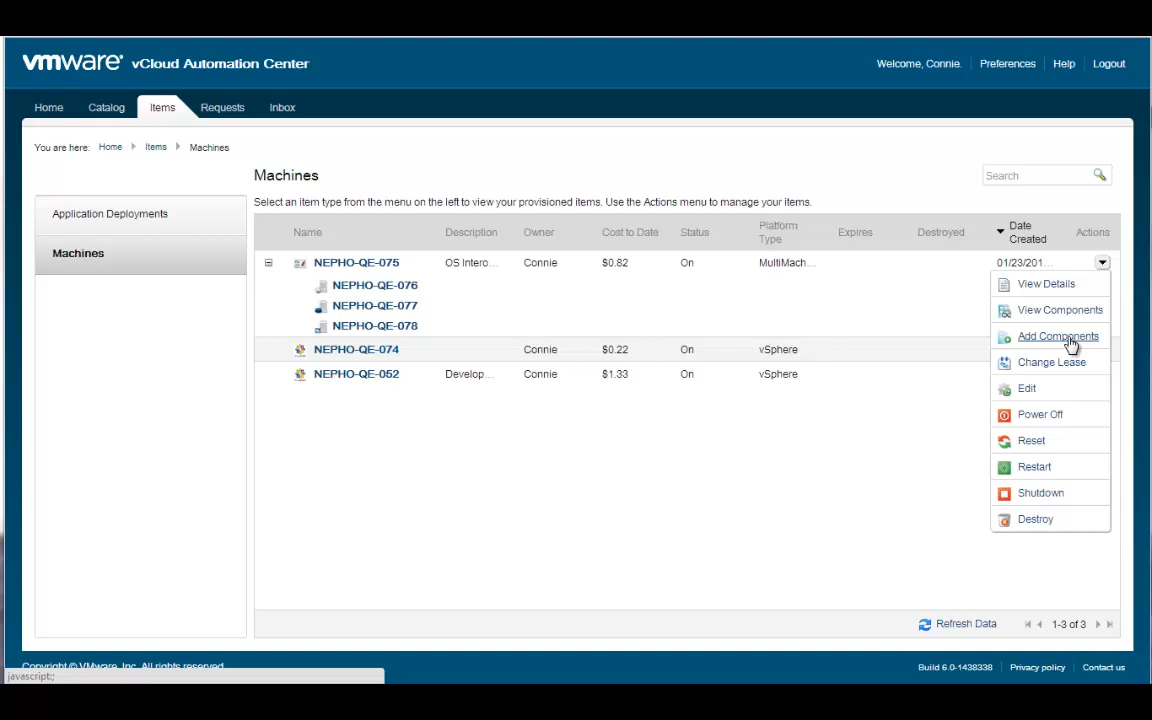 vmware® vCloud Automation Center
Welcome, Connie. Preferences Help Logout
Home Catalog Items Requests Inbox
You are here: Home Items Machines
Machines
Search
Select an item type from the menu on the left to view your provisioned items. Use the Actions menu to manage your items.
Application Deployments
Machines
Name Description Owner Cost to Date Status Platform Type Expires Destroyed Date Created Actions
NEPHO-QE-075 OS Intero... Connie $0.82 On MultiMach... 01/23/201...
NEPHO-QE-076
NEPHO-QE-077
NEPHO-QE-078
NEPHO-QE-074 Connie $0.22 On vSphere
NEPHO-QE-052 Develop... Connie $1.33 On vSphere
View Details
View Components
Add Components
Change Lease
Edit
Power Off
Reset
Restart
Shutdown
Destroy
Refresh Data 1-3 of 3
Copyright © VMware, Inc. All rights reserved.
Build 6.0-1438338 Privacy policy Contact us
javascript:;